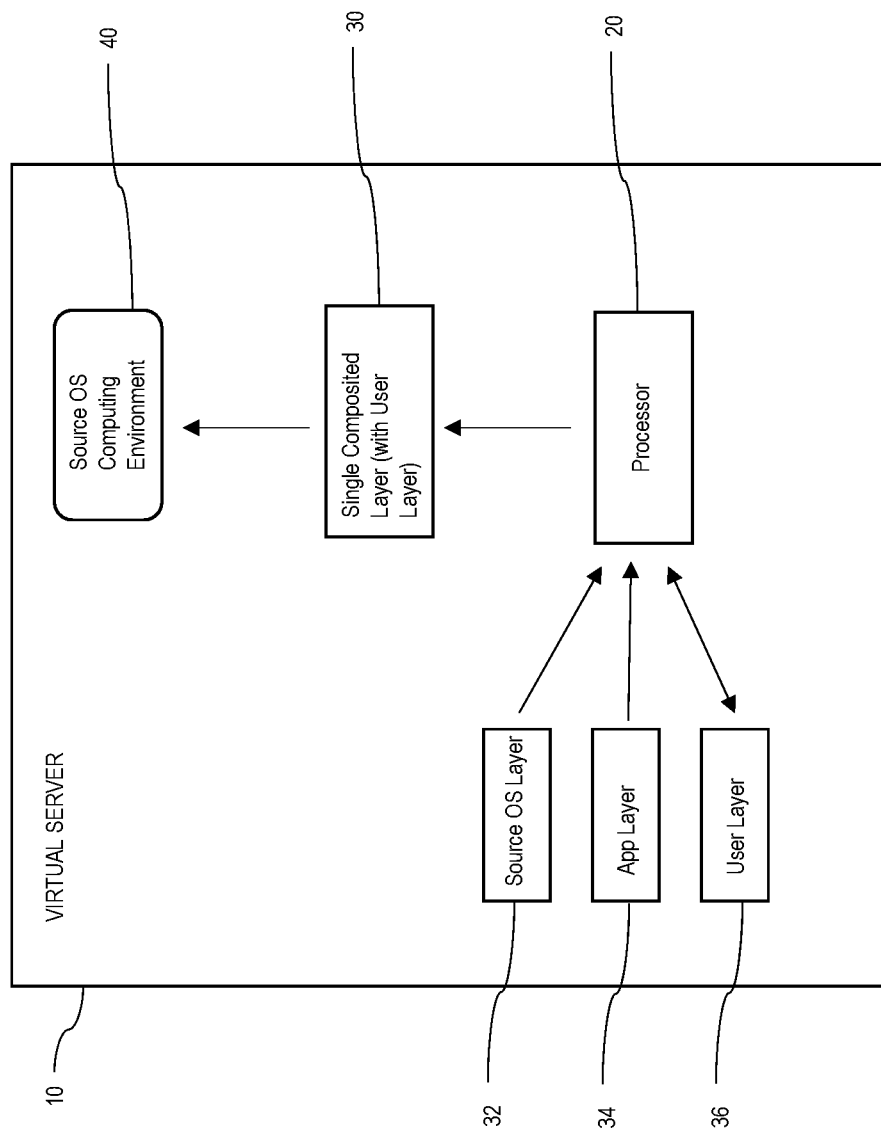 10
VIRTUAL SERVER
32
Source OS Layer
34
App Layer
36
User Layer
Source OS
Computing
Environment
40
Single Composited
Layer (with User
Layer)
30
Processor
20